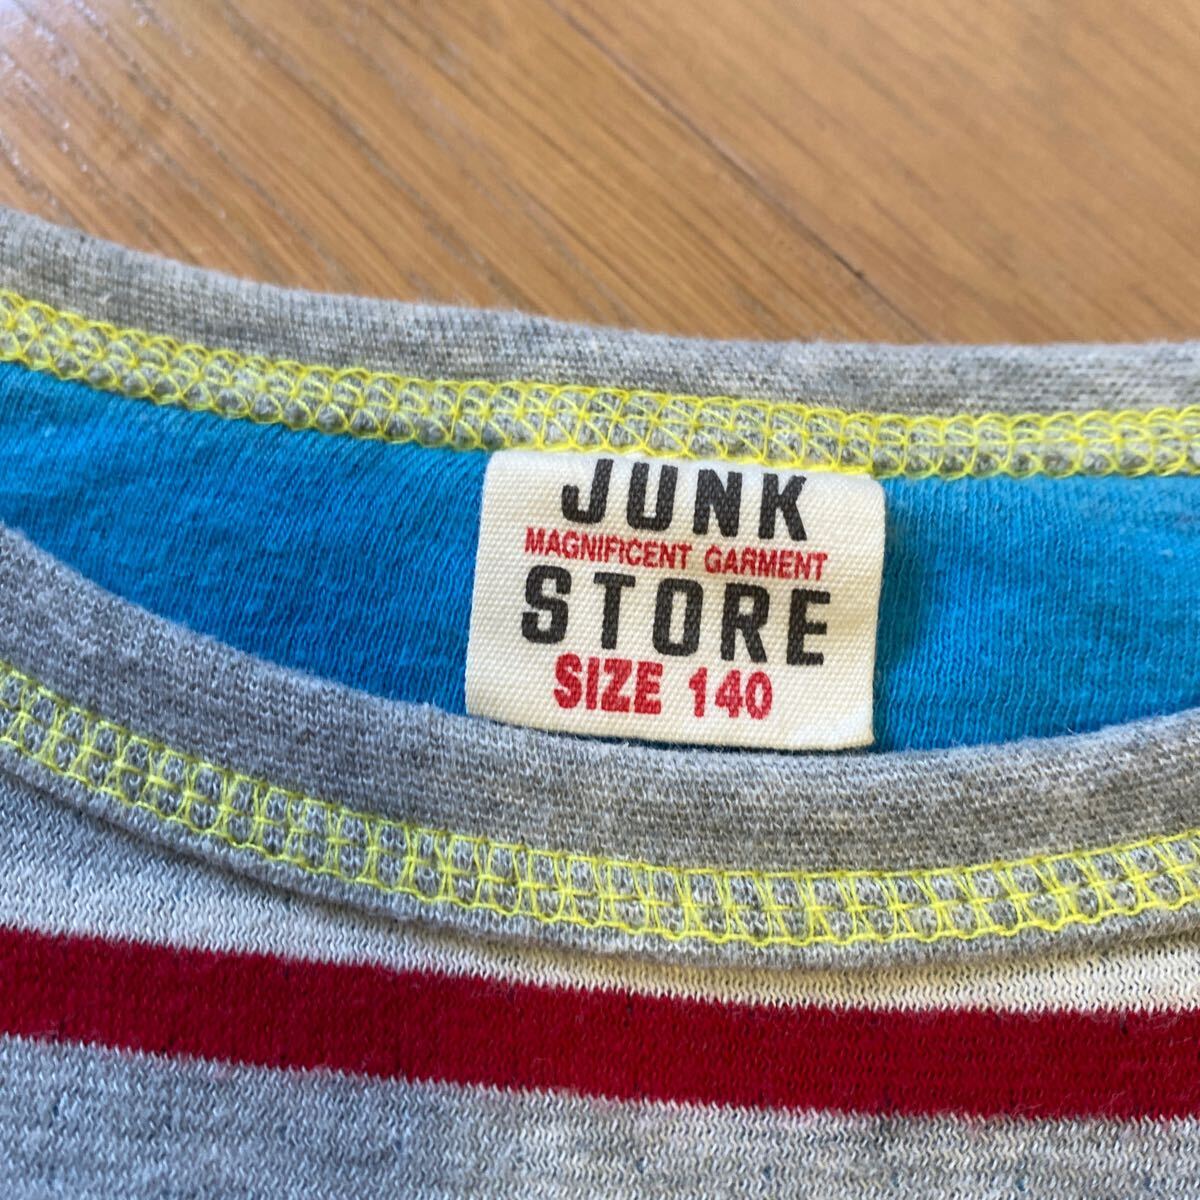 JUNK
MAGNIFICENT GARMENT
STORE
SIZE 140